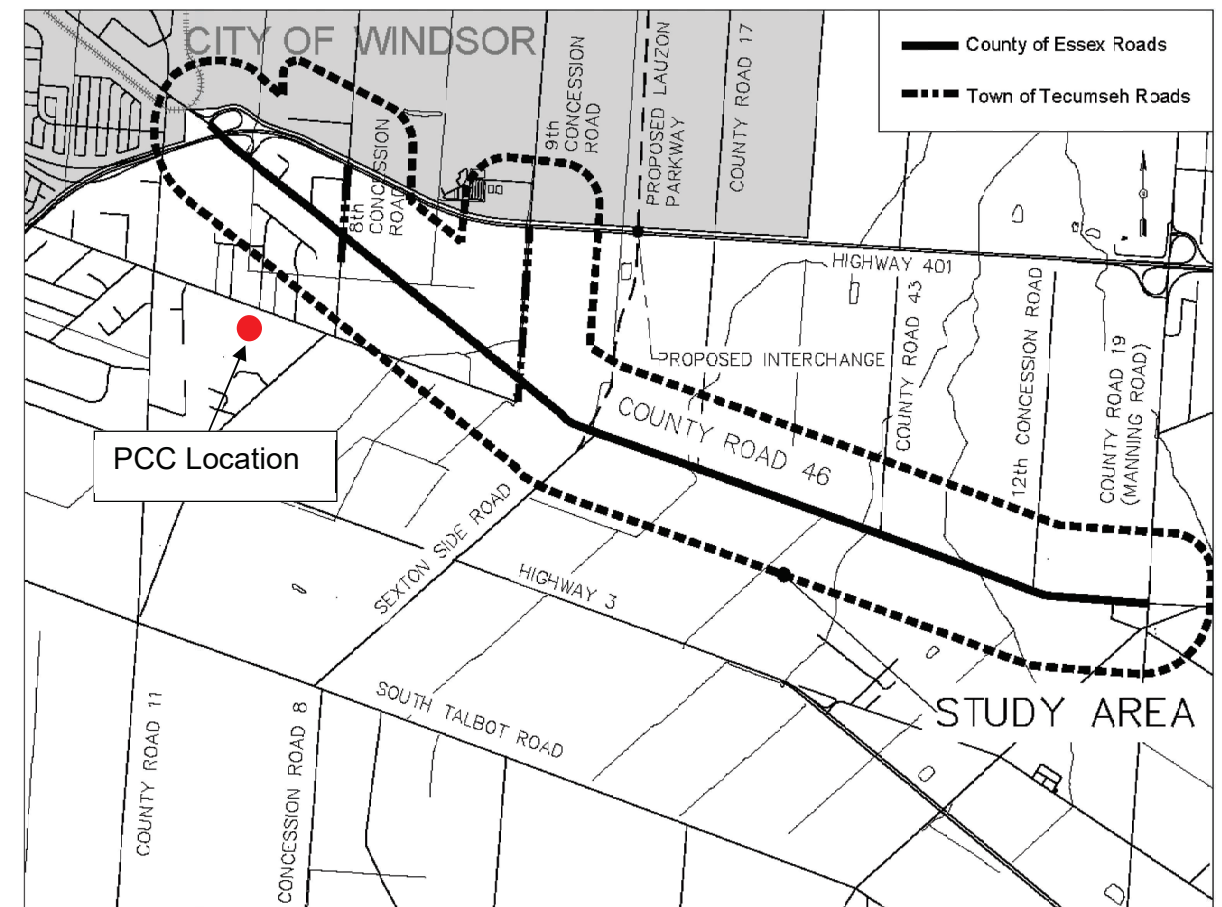 CITY OF WINDSOR
County of Essex Roads
Town of Tecumseh Roads
8th
CONCESSION
ROAD
9th
CONCESSION
ROAD
PROPOSED LAUZON
PARKWAY
COUNTY ROAD 17
HIGHWAY 401
PROPOSED INTERCHANGE
COUNTY ROAD 43
12th CONCESSION ROAD
COUNTY ROAD 19
(MANNING ROAD)
COUNTY ROAD 46
PCC Location
SEXTON SIDE ROAD
HIGHWAY 3
STUDY AREA
SOUTH TALBOT ROAD
COUNTY ROAD 11
CONCESSION ROAD 8